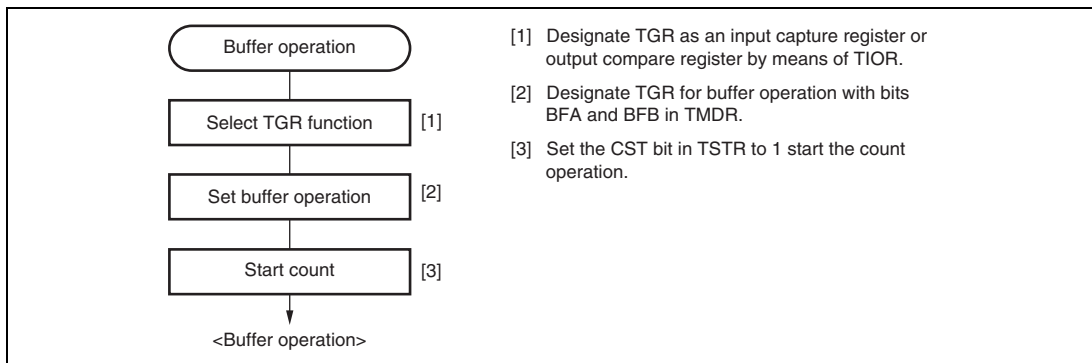 Buffer operation
Select TGR function [1]
Set buffer operation [2]
Start count [3]
<Buffer operation>
[1] Designate TGR as an input capture register or
output compare register by means of TIOR.
[2] Designate TGR for buffer operation with bits
BFA and BFB in TMDR.
[3] Set the CST bit in TSTR to 1 start the count
operation.